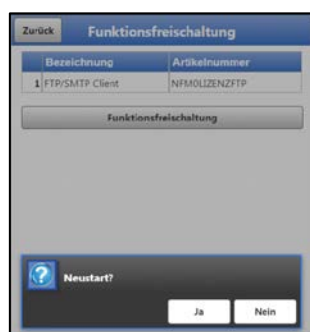 Zurück Funktionsfreischaltung
Bezeichnung Artikelnummer
1 FTP/SMTP Client NFM0LIZENZFTP
Funktionsfreischaltung
Neustart?
Ja Nein